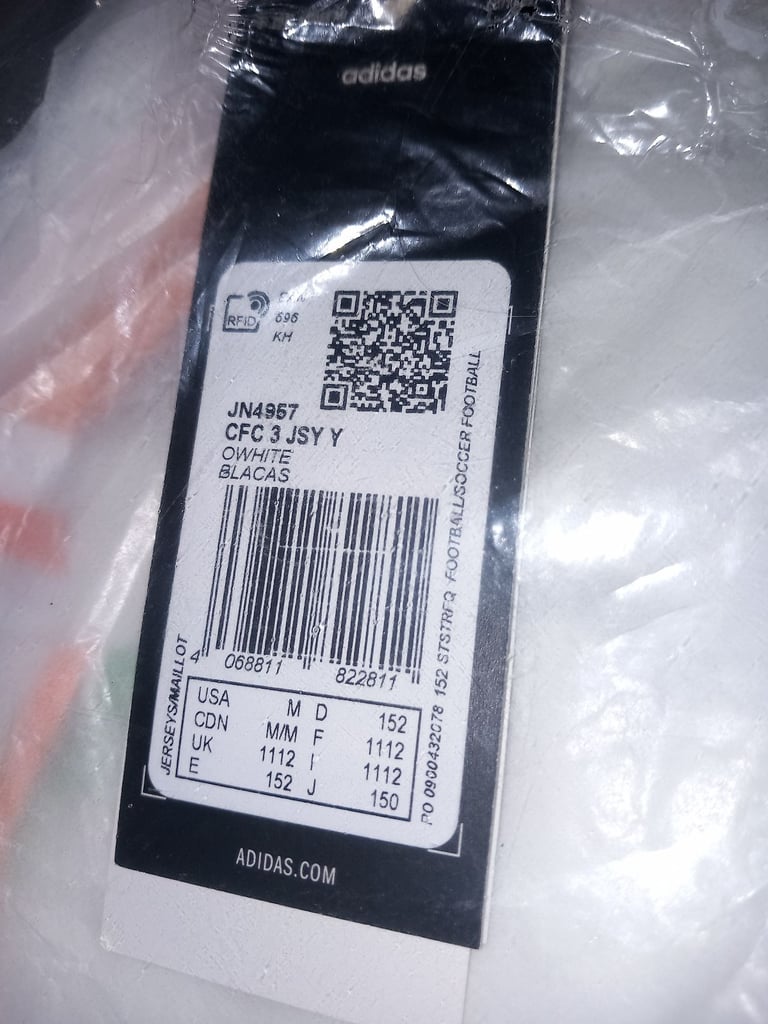 adidas
RFID
696
KH
JN4957
CFC 3 JSY Y
OWHITE
BLACAS
4 068811 822811
JERSEYS/MAILLOT
PO 0900432078 152 STSTRFQ FOOTBALL/SOCCER FOOTBALL
USA M D 152
CDN M/M F 1112
UK 1112 I 1112
E 152 J 150
ADIDAS.COM